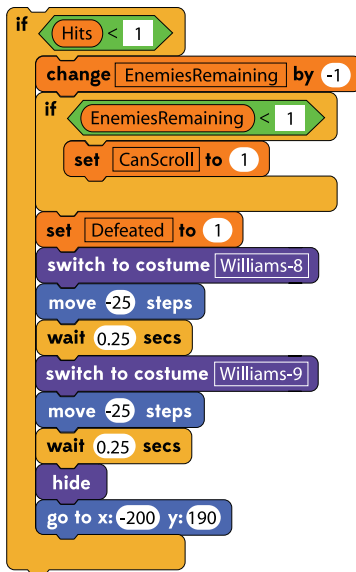 if Hits < 1
change EnemiesRemaining by -1
if EnemiesRemaining < 1
set CanScroll to 1
set Defeated to 1
switch to costume Williams-8
move -25 steps
wait 0.25 secs
switch to costume Williams-9
move -25 steps
wait 0.25 secs
hide
go to x: -200 y: 190